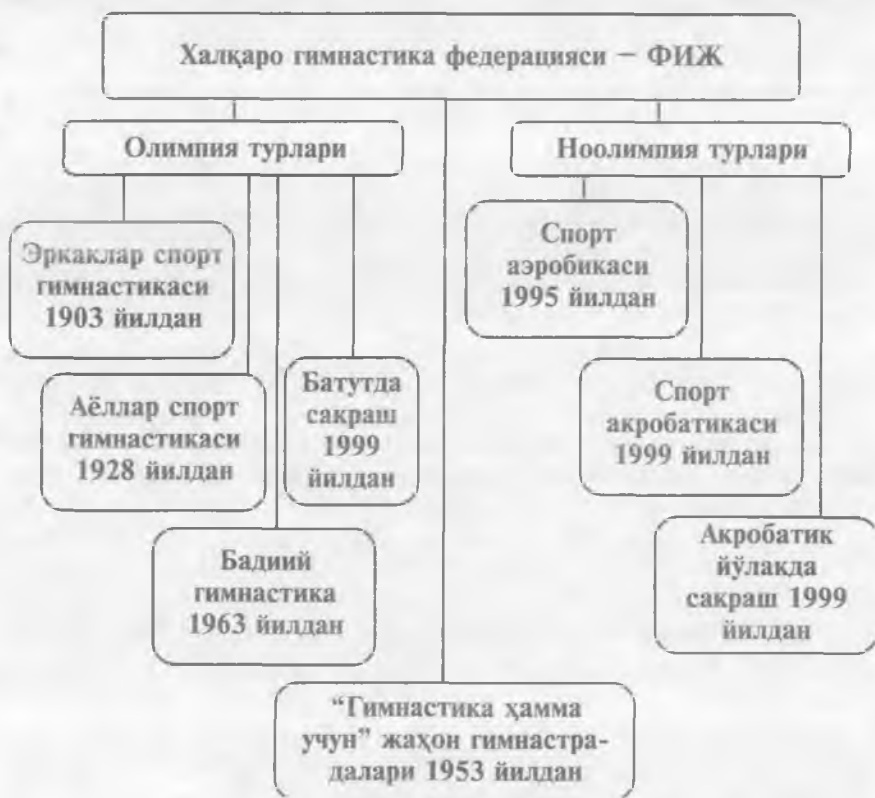 Халқаро гимнастика федерацияси — ФИЖ
Олимпия турлари
Ноолимпия турлари
Эркаклар спорт
гимнастикаси
1903 йилдан
Аёллар спорт
гимнастикаси
1928 йилдан
Бадиий
гимнастика
1963 йилдан
Батутда
сакраш
1999
йилдан
Спорт
аэробикаси
1995 йилдан
Спорт
акробатикаси
1999 йилдан
Акробатик
йўлакда
сакраш 1999
йилдан
“Гимнастика ҳамма
учун” жаҳон гимнастра-
далари 1953 йилдан